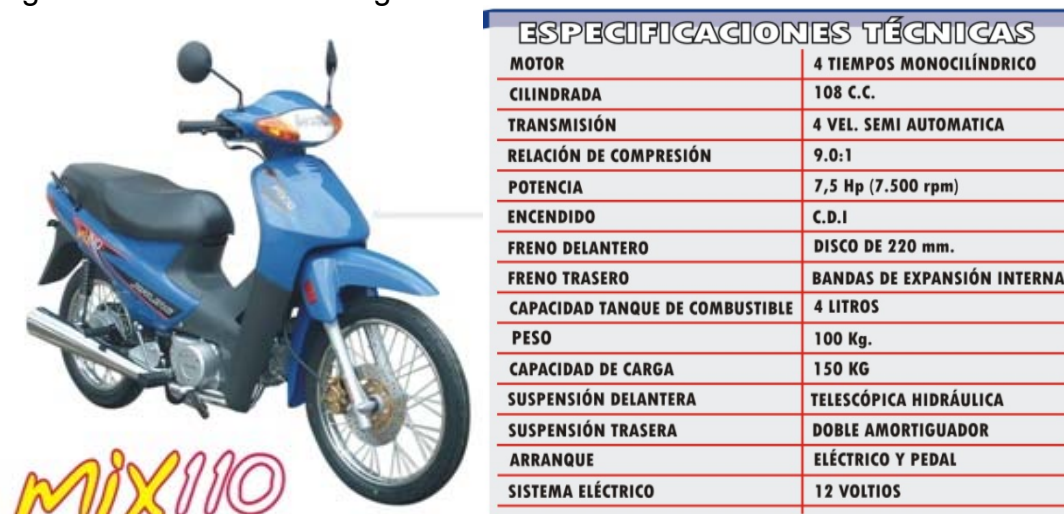 ESPECIFICACIONES TÉCNICAS
MOTOR 4 TIEMPOS MONOCILÍNDRICO
CILINDRADA 108 C.C.
TRANSMISIÓN 4 VEL. SEMI AUTOMATICA
RELACIÓN DE COMPRESIÓN 9.0:1
POTENCIA 7,5 Hp (7.500 rpm)
ENCENDIDO C.D.I
FRENO DELANTERO DISCO DE 220 mm.
FRENO TRASERO BANDAS DE EXPANSIÓN INTERNA
CAPACIDAD TANQUE DE COMBUSTIBLE 4 LITROS
PESO 100 Kg.
CAPACIDAD DE CARGA 150 KG
SUSPENSIÓN DELANTERA TELESCÓPICA HIDRÁULICA
SUSPENSIÓN TRASERA DOBLE AMORTIGUADOR
ARRANQUE ELÉCTRICO Y PEDAL
SISTEMA ELÉCTRICO 12 VOLTIOS
MiX110